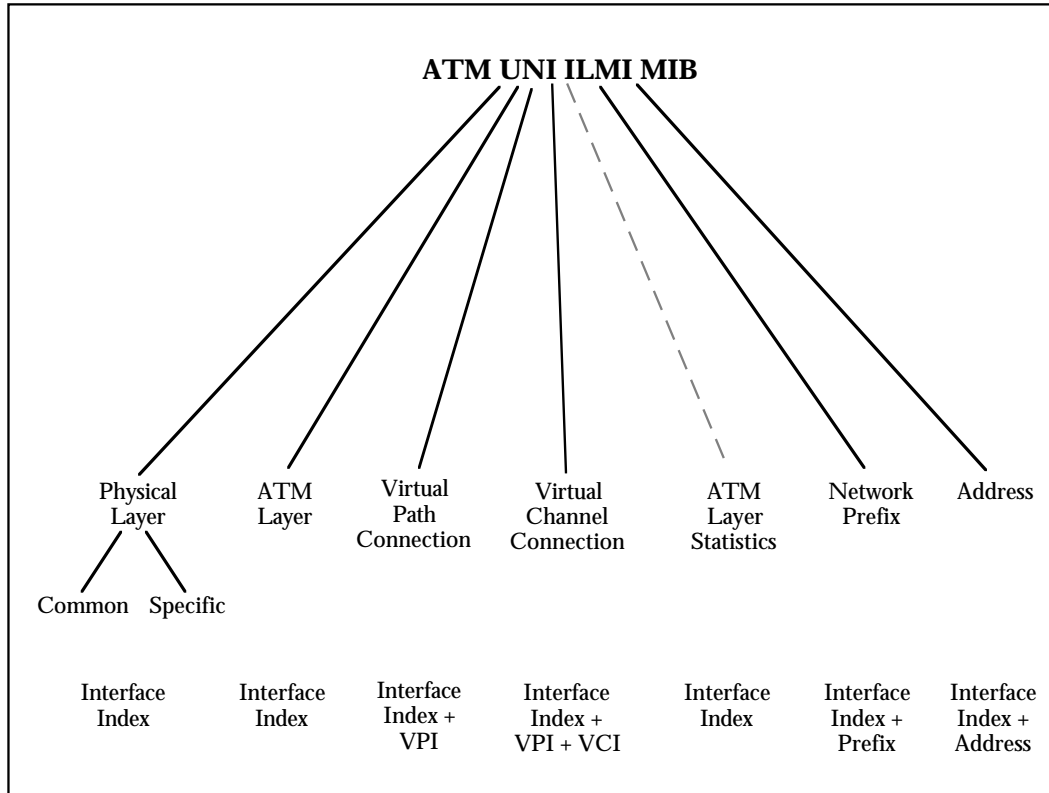 ATM UNI ILMI MIB
Physical
Layer
ATM
Layer
Virtual
Path
Connection
Virtual
Channel
Connection
ATM
Layer
Statistics
Network
Prefix
Address
Common
Specific
Interface
Index
Interface
Index
Interface
Index +
VPI
Interface
Index +
VPI + VCI
Interface
Index
Interface
Index +
Prefix
Interface
Index +
Address